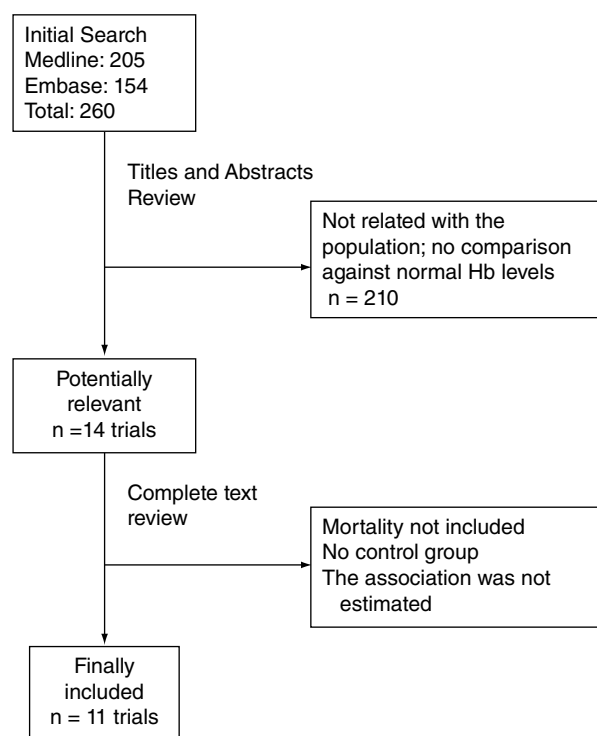 Initial Search
Medline: 205
Embase: 154
Total: 260
Titles and Abstracts
Review
Not related with the
population; no comparison
against normal Hb levels
n = 210
Potentially
relevant
n =14 trials
Complete text
review
Mortality not included
No control group
The association was not
estimated
Finally
included
n = 11 trials